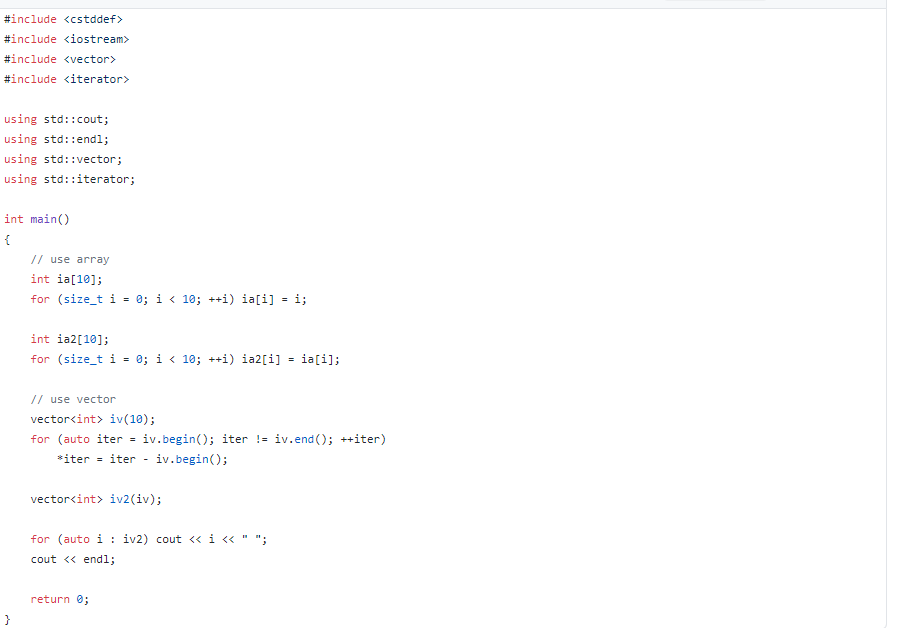 #include <cstddef>
#include <iostream>
#include <vector>
#include <iterator>

using std::cout;
using std::endl;
using std::vector;
using std::iterator;

int main()
{
    // use array
    int ia[10];
    for (size_t i = 0; i < 10; ++i) ia[i] = i;

    int ia2[10];
    for (size_t i = 0; i < 10; ++i) ia2[i] = ia[i];

    // use vector
    vector<int> iv(10);
    for (auto iter = iv.begin(); iter != iv.end(); ++iter)
        *iter = iter - iv.begin();

    vector<int> iv2(iv);

    for (auto i : iv2) cout << i << " ";
    cout << endl;

    return 0;
}